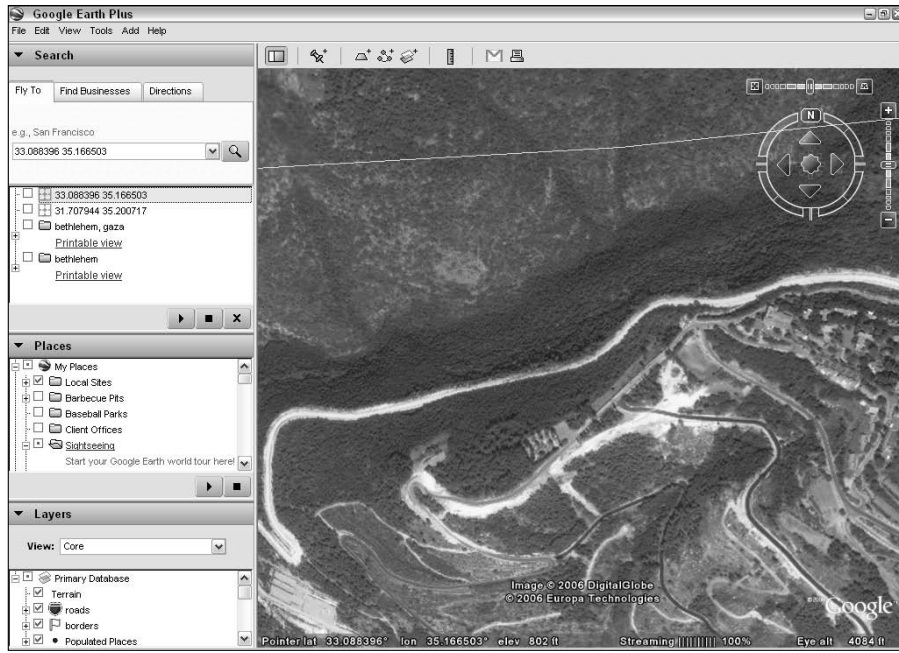 Google Earth Plus
File Edit View Tools Add Help
Search
Fly To Find Businesses Directions
e.g., San Francisco
33.088396 35.166503
33.088396 35.166503
31.707944 35.200717
bethlehem, gaza
Printable view
bethlehem
Printable view
Places
My Places
Local Sites
Barbecue Pits
Baseball Parks
Client Offices
Sightseeing
Start your Google Earth world tour here!
Layers
View: Core
Primary Database
Terrain
roads
borders
Populated Places
N
Image © 2006 DigitalGlobe
© 2006 Europa Technologies
Google
Pointer lat 33.088396° lon 35.166503° elev 802 ft Streaming |||||||||| 100% Eye alt 4084 ft